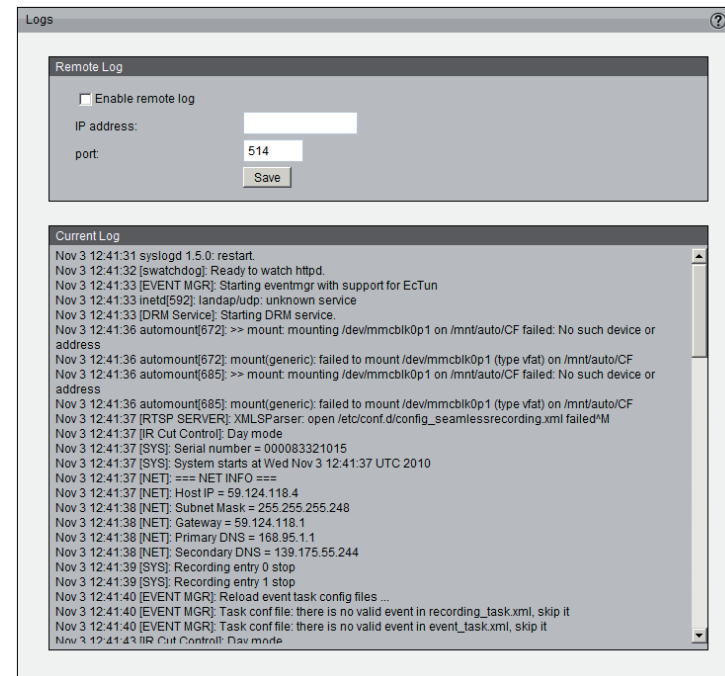 Logs
?
Remote Log
Enable remote log
IP address:
port:
514
Save
Current Log
Nov 3 12:41:31 syslogd 1.5.0: restart.
Nov 3 12:41:32 [swatchdog]: Ready to watch httpd.
Nov 3 12:41:33 [EVENT MGR]: Starting eventmgr with support for EcTun
Nov 3 12:41:33 inetd[592]: landap/udp: unknown service
Nov 3 12:41:33 [DRM Service]: Starting DRM service.
Nov 3 12:41:36 automount[672]: >> mount: mounting /dev/mmcblk0p1 on /mnt/auto/CF failed: No such device or
address
Nov 3 12:41:36 automount[672]: mount(generic): failed to mount /dev/mmcblk0p1 (type vfat) on /mnt/auto/CF
Nov 3 12:41:36 automount[685]: >> mount: mounting /dev/mmcblk0p1 on /mnt/auto/CF failed: No such device or
address
Nov 3 12:41:36 automount[685]: mount(generic): failed to mount /dev/mmcblk0p1 (type vfat) on /mnt/auto/CF
Nov 3 12:41:37 [RTSP SERVER]: XMLSParser: open /etc/conf.d/config_seamlessrecording.xml failed^M
Nov 3 12:41:37 [IR Cut Control]: Day mode
Nov 3 12:41:37 [SYS]: Serial number = 000083321015
Nov 3 12:41:37 [SYS]: System starts at Wed Nov 3 12:41:37 UTC 2010
Nov 3 12:41:37 [NET]: === NET INFO ===
Nov 3 12:41:37 [NET]: Host IP = 59.124.118.4
Nov 3 12:41:38 [NET]: Subnet Mask = 255.255.255.248
Nov 3 12:41:38 [NET]: Gateway = 59.124.118.1
Nov 3 12:41:38 [NET]: Primary DNS = 168.95.1.1
Nov 3 12:41:38 [NET]: Secondary DNS = 139.175.55.244
Nov 3 12:41:39 [SYS]: Recording entry 0 stop
Nov 3 12:41:39 [SYS]: Recording entry 1 stop
Nov 3 12:41:40 [EVENT MGR]: Reload event task config files ...
Nov 3 12:41:40 [EVENT MGR]: Task conf file: there is no valid event in recording_task.xml, skip it
Nov 3 12:41:40 [EVENT MGR]: Task conf file: there is no valid event in event_task.xml, skip it
Nov 3 12:41:43 [IR Cut Control]: Day mode